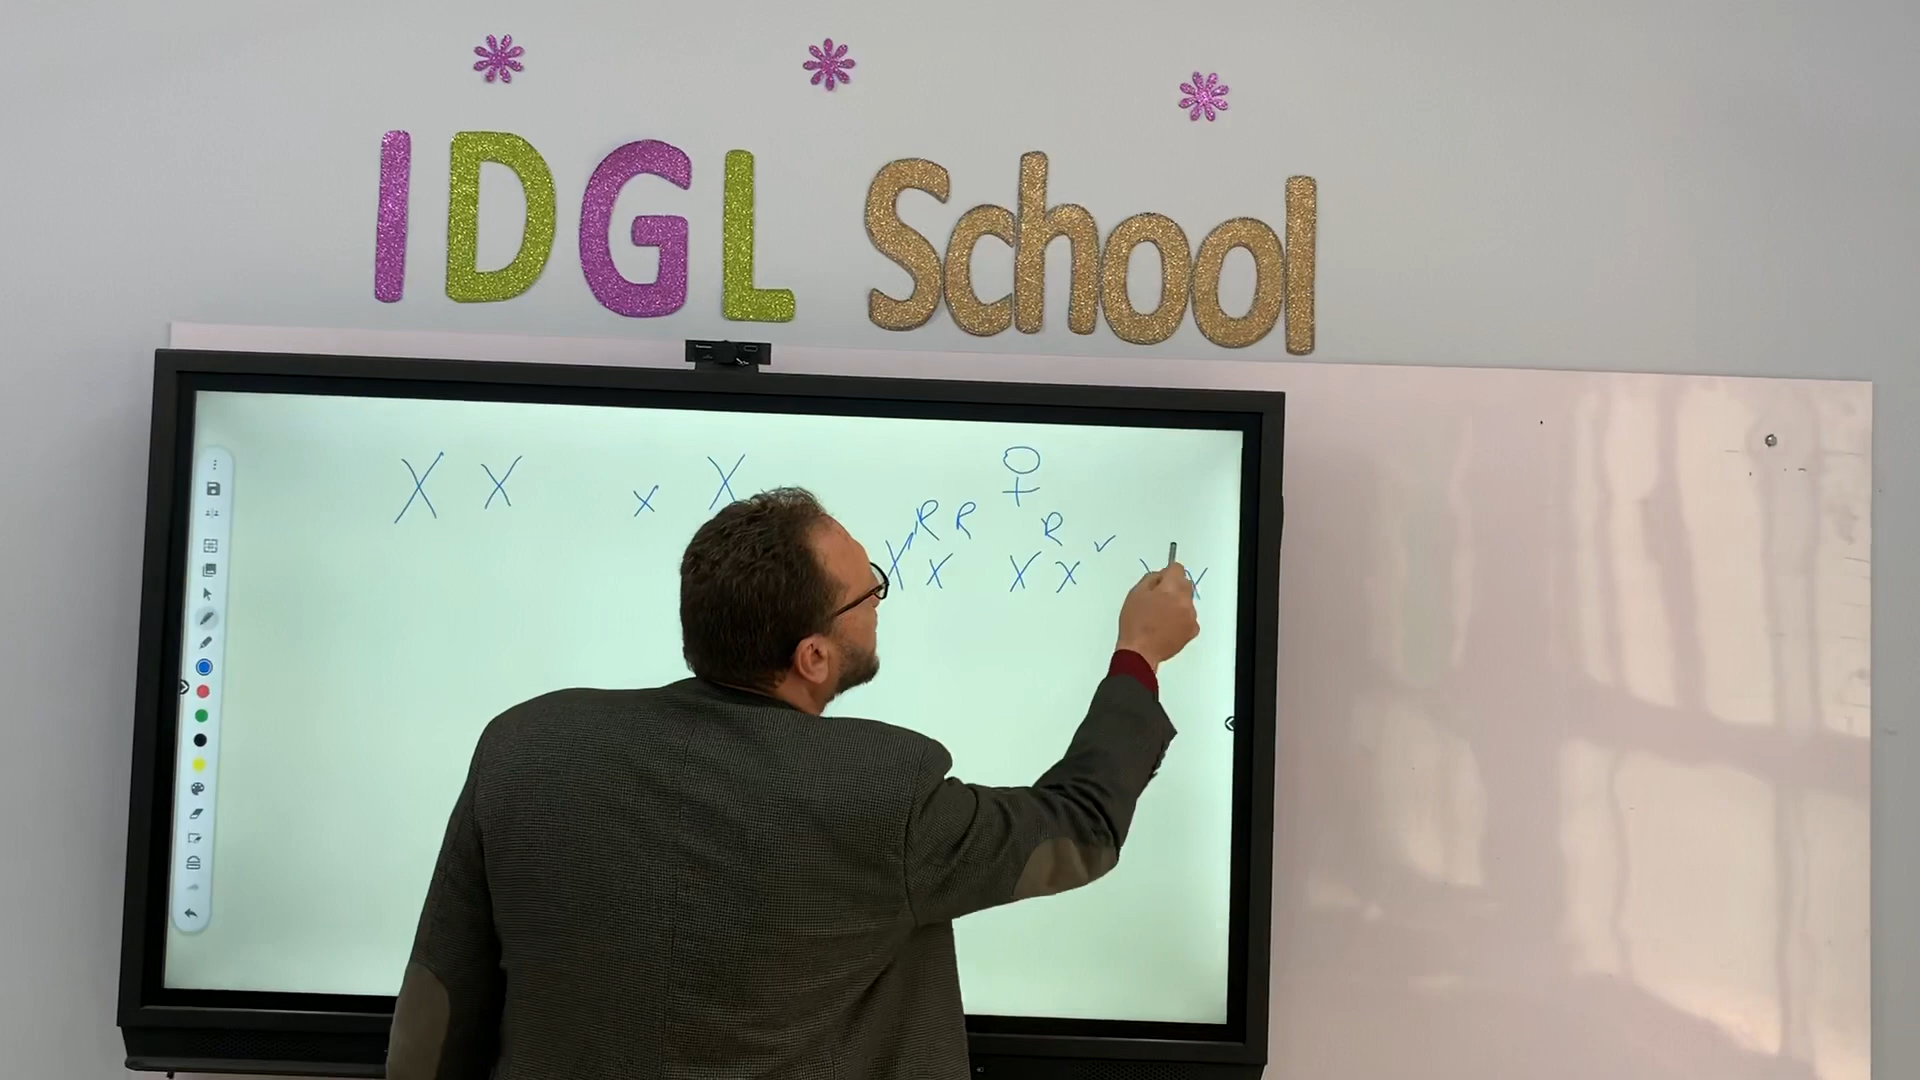 IDGL School
X X x X
♀
R R R
X X X X ✓ X X